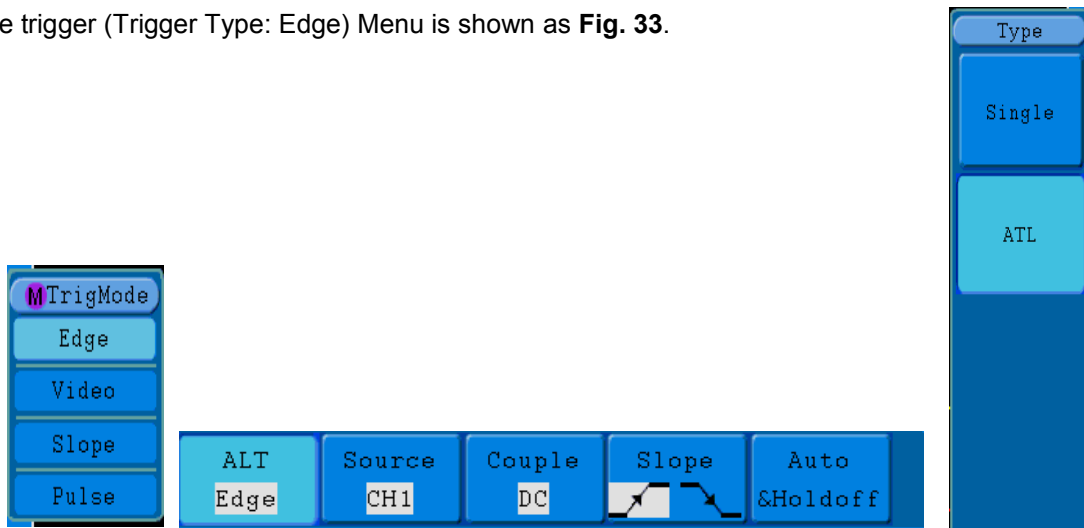 e trigger (Trigger Type: Edge) Menu is shown as Fig. 33.
Type
Single
ATL
M TrigMode
Edge
Video
Slope
Pulse
ALT
Edge
Source
CH1
Couple
DC
Slope
Auto
&Holdoff